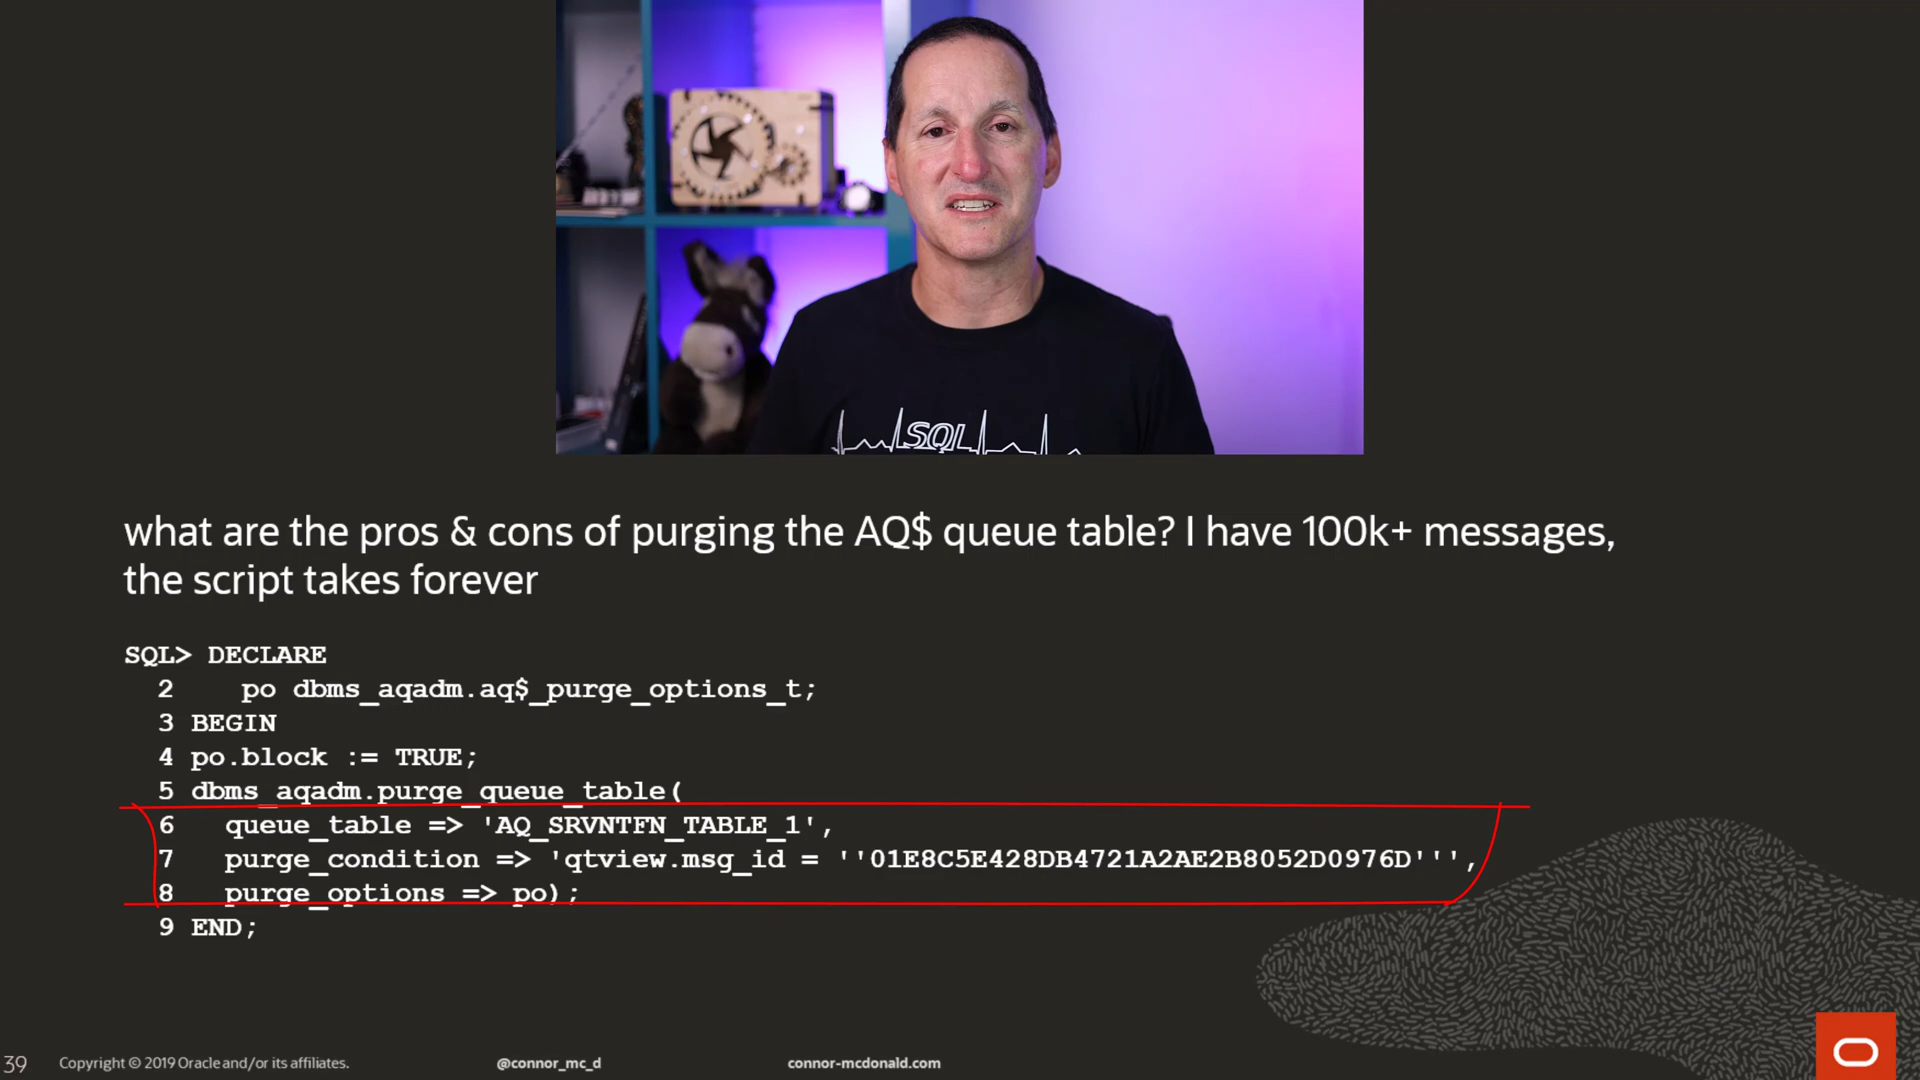 SQL
what are the pros & cons of purging the AQ$ queue table? I have 100k+ messages,
the script takes forever
SQL> DECLARE
2 po dbms_aqadm.aq$_purge_options_t;
3 BEGIN
4 po.block := TRUE;
5 dbms_aqadm.purge_queue_table(
6 queue_table => 'AQ_SRVNTFN_TABLE_1',
7 purge_condition => 'qtview.msg_id = ''01E8C5E428DB4721A2AE2B8052D0976D''',
8 purge_options => po);
9 END;
39 Copyright © 2019 Oracle and/or its affiliates. @connor_mc_d connor-mcdonald.com